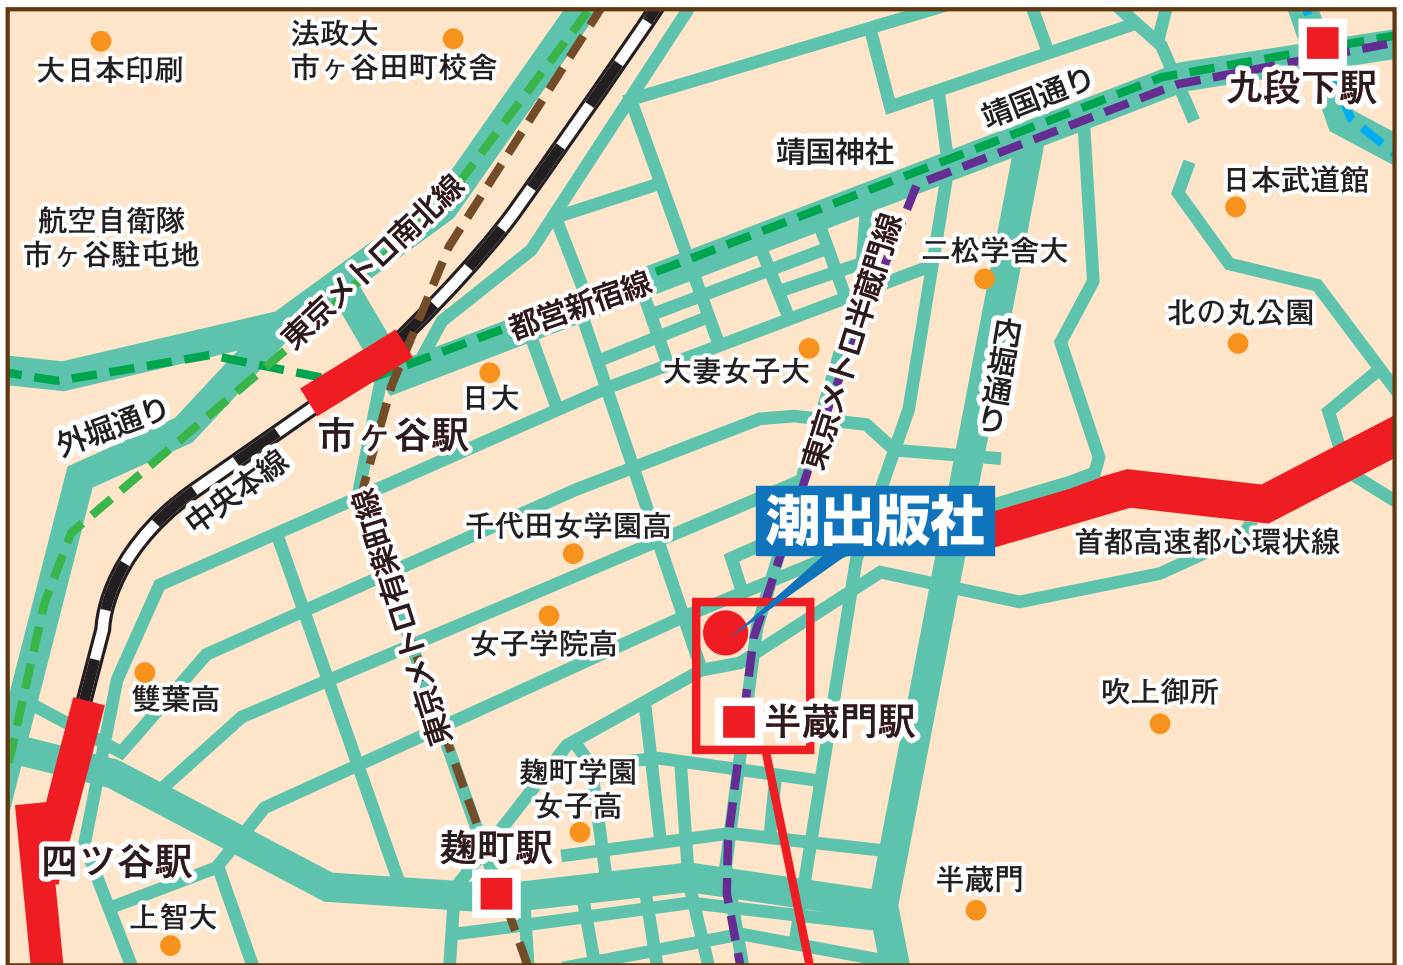 大日本印刷
法政大
市ヶ谷田町校舎
九段下駅
靖国通り
靖国神社
日本武道館
航空自衛隊
市ヶ谷駐屯地
東京メトロ南北線
二松学舎大
都営新宿線
東京メトロ半蔵門線
北の丸公園
内堀通り
大妻女子大
日大
外堀通り
市ヶ谷駅
中央本線
潮出版社
千代田女学園高
首都高速都心環状線
東京メトロ有楽町線
女子学院高
雙葉高
吹上御所
半蔵門駅
麹町学園
女子高
麹町駅
四ツ谷駅
半蔵門
上智大